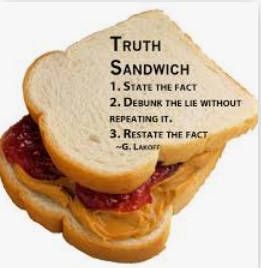 Truth
Sandwich
1. State the fact
2. Debunk the lie without
repeating it.
3. Restate the fact
~G. Lakoff